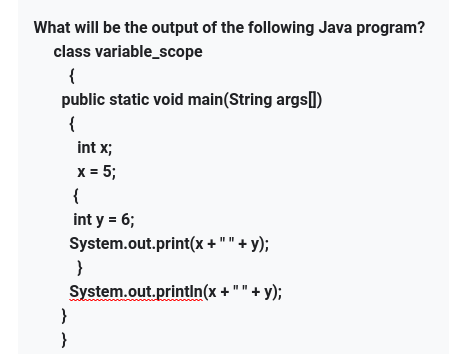 What will be the output of the following Java program?
class variable_scope
{
public static void main(String args[])
{
int x;
x = 5;
{
int y = 6;
System.out.print(x + " " + y);
}
System.out.println(x + " " + y);
}
}